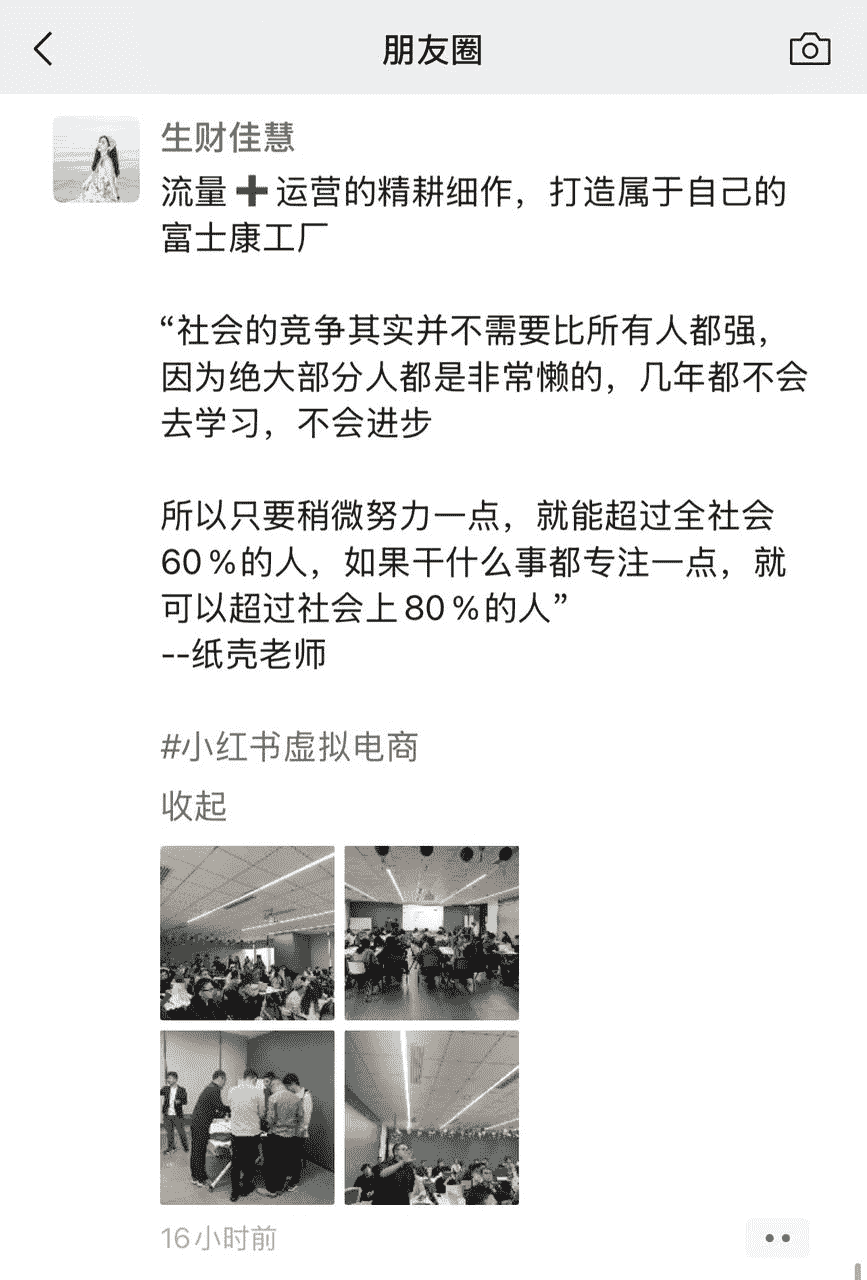 朋友圈
生财佳慧
流量➕运营的精耕细作，打造属于自己的
富士康工厂
“社会的竞争其实并不需要比所有人都强，
因为绝大部分人都是非常懒的，几年都不会
去学习，不会进步
所以只要稍微努力一点，就能超过全社会
60％的人，如果干什么事都专注一点，就
可以超过社会上80％的人”
--纸壳老师
#小红书虚拟电商
收起
16小时前